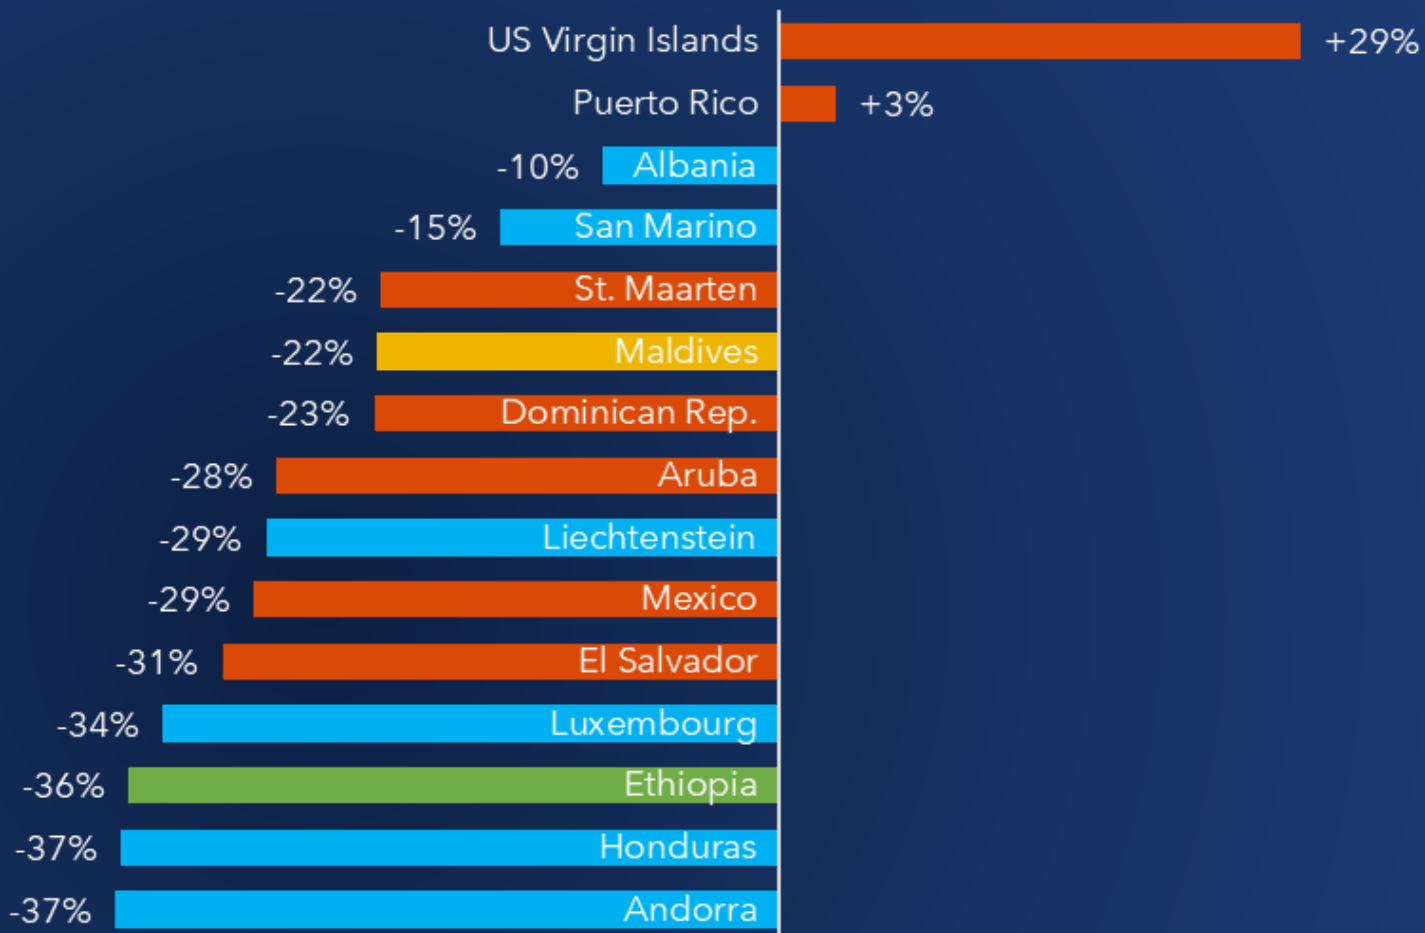 US Virgin Islands +29%
Puerto Rico +3%
-10% Albania
-15% San Marino
-22% St. Maarten
-22% Maldives
-23% Dominican Rep.
-28% Aruba
-29% Liechtenstein
-29% Mexico
-31% El Salvador
-34% Luxembourg
-36% Ethiopia
-37% Honduras
-37% Andorra